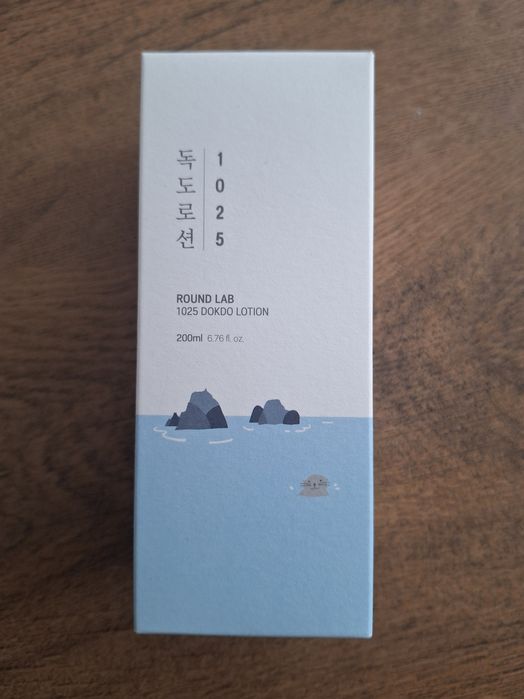 독도로션
1025
ROUND LAB
1025 DOKDO LOTION
200ml 6.76 fl. oz.